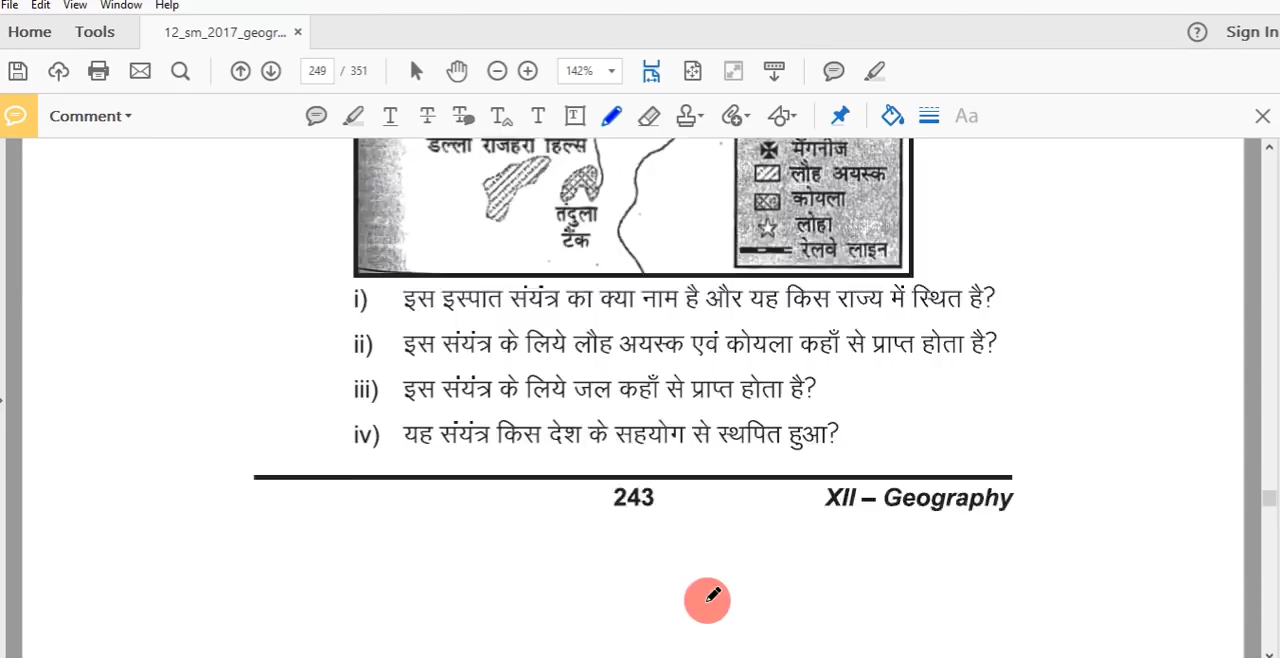 File Edit View Window Help
Home Tools 12_sm_2017_geogr... × ? Sign In
249 / 351 142%
Comment Aa
डल्ली राजहरा हिल्स
तंदुला
टैंक
मैंगनीज
लौह अयस्क
कोयला
लोहा
रेलवे लाइन
i) इस इस्पात संयंत्र का क्या नाम है और यह किस राज्य में स्थित है?
ii) इस संयंत्र के लिये लौह अयस्क एवं कोयला कहाँ से प्राप्त होता है?
iii) इस संयंत्र के लिये जल कहाँ से प्राप्त होता है?
iv) यह संयंत्र किस देश के सहयोग से स्थपित हुआ?
243 XII – Geography